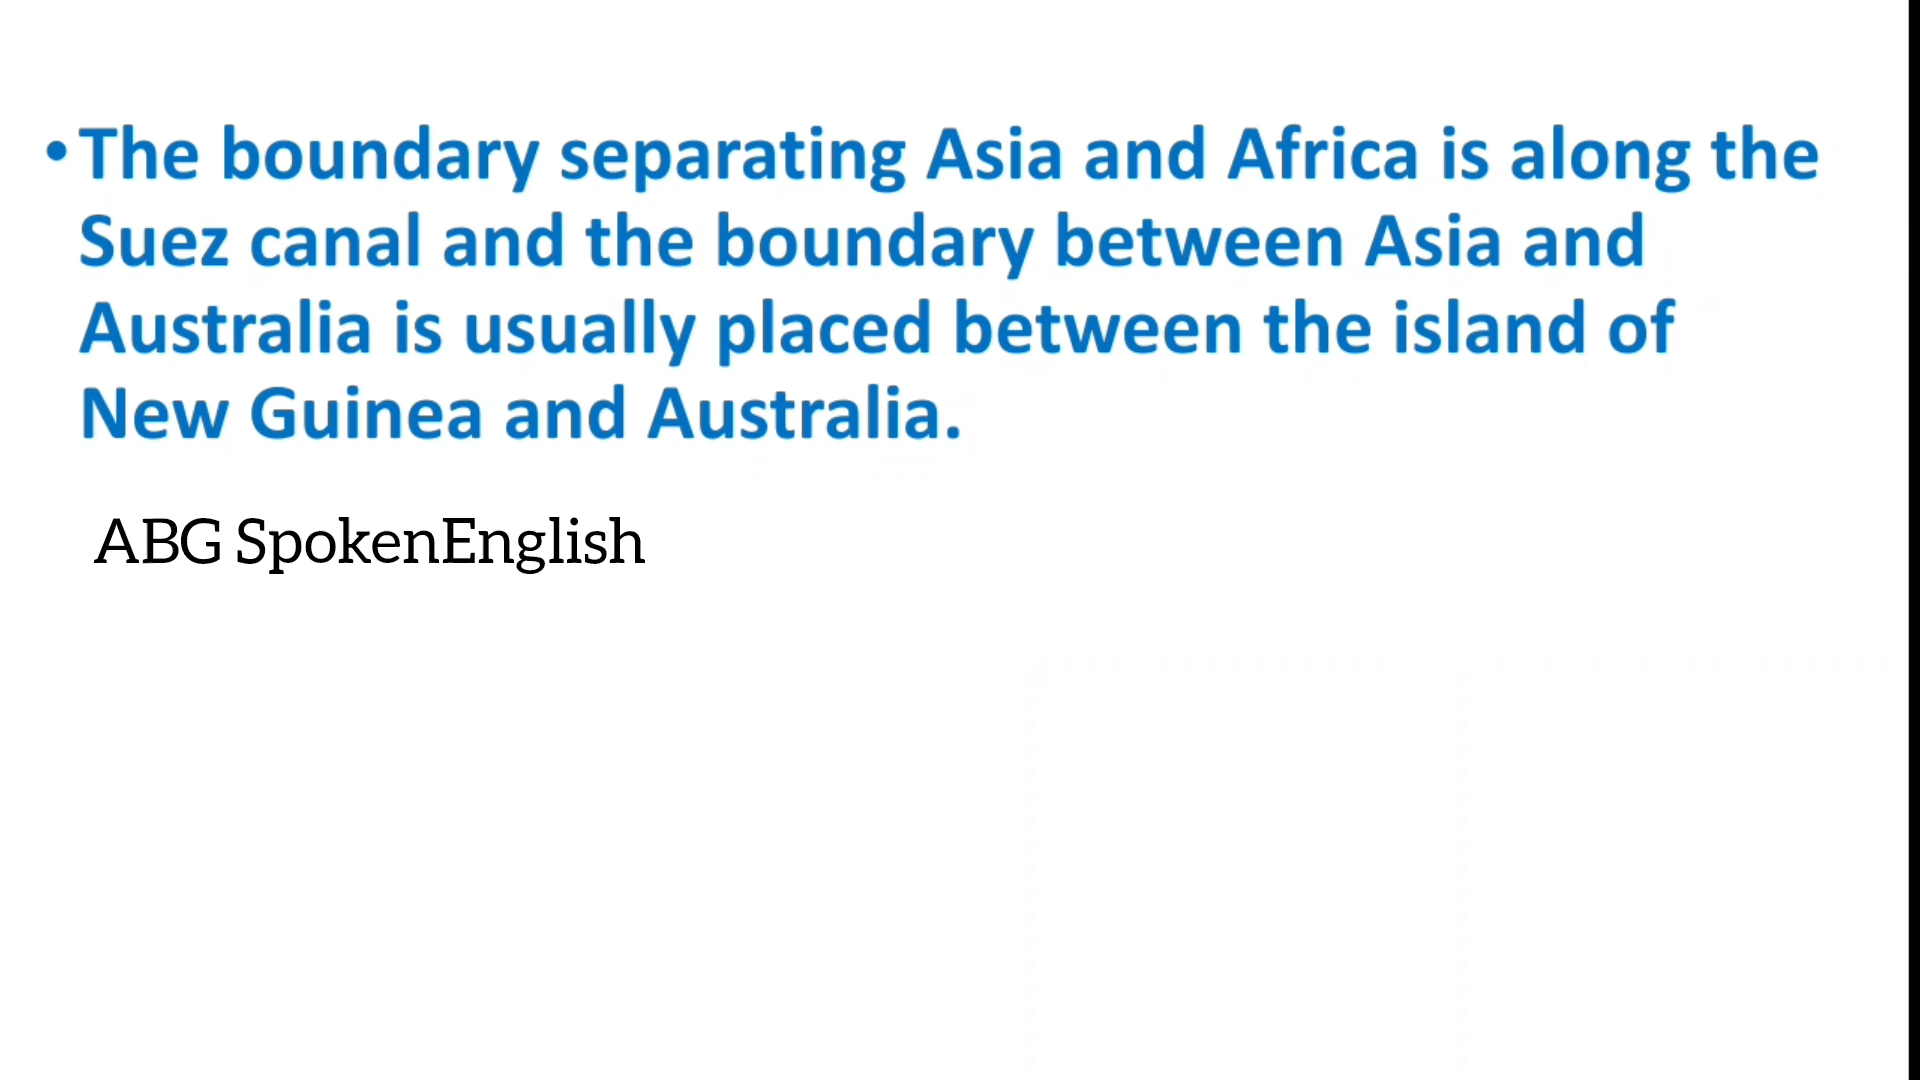 •The boundary separating Asia and Africa is along the
Suez canal and the boundary between Asia and
Australia is usually placed between the island of
New Guinea and Australia.
ABG SpokenEnglish